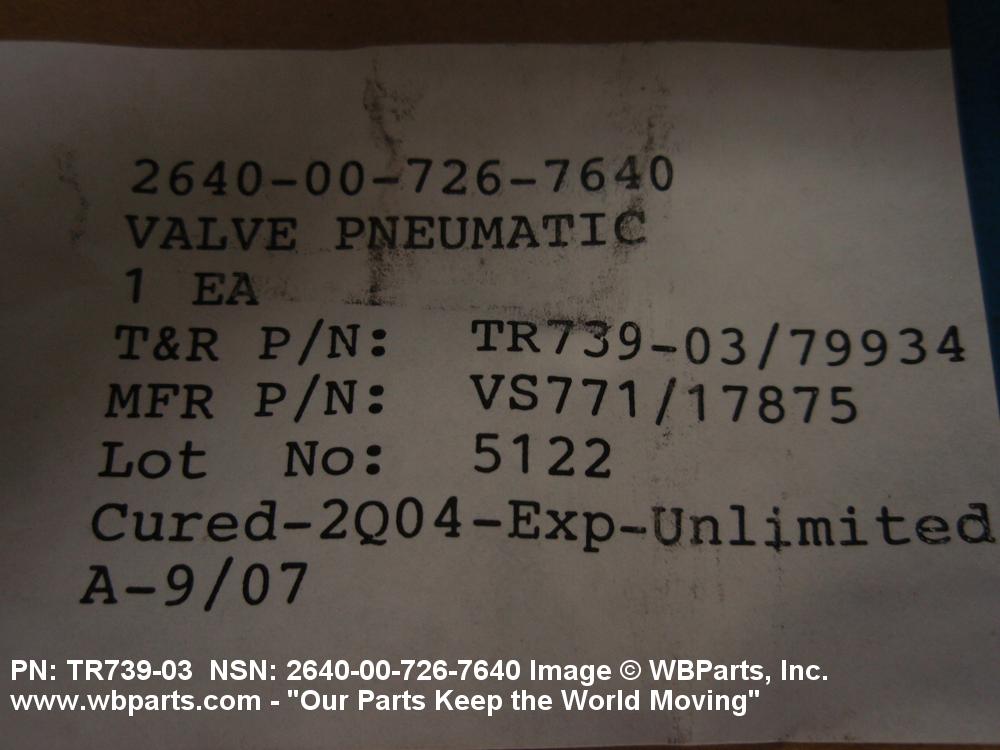 2640-00-726-7640
VALVE PNEUMATIC
1 EA
T&R P/N: TR739-03/79934
MFR P/N: VS771/17875
Lot No: 5122
Cured-2Q04-Exp-Unlimited
A-9/07
PN: TR739-03 NSN: 2640-00-726-7640 Image © WBParts, Inc.
www.wbparts.com - "Our Parts Keep the World Moving"